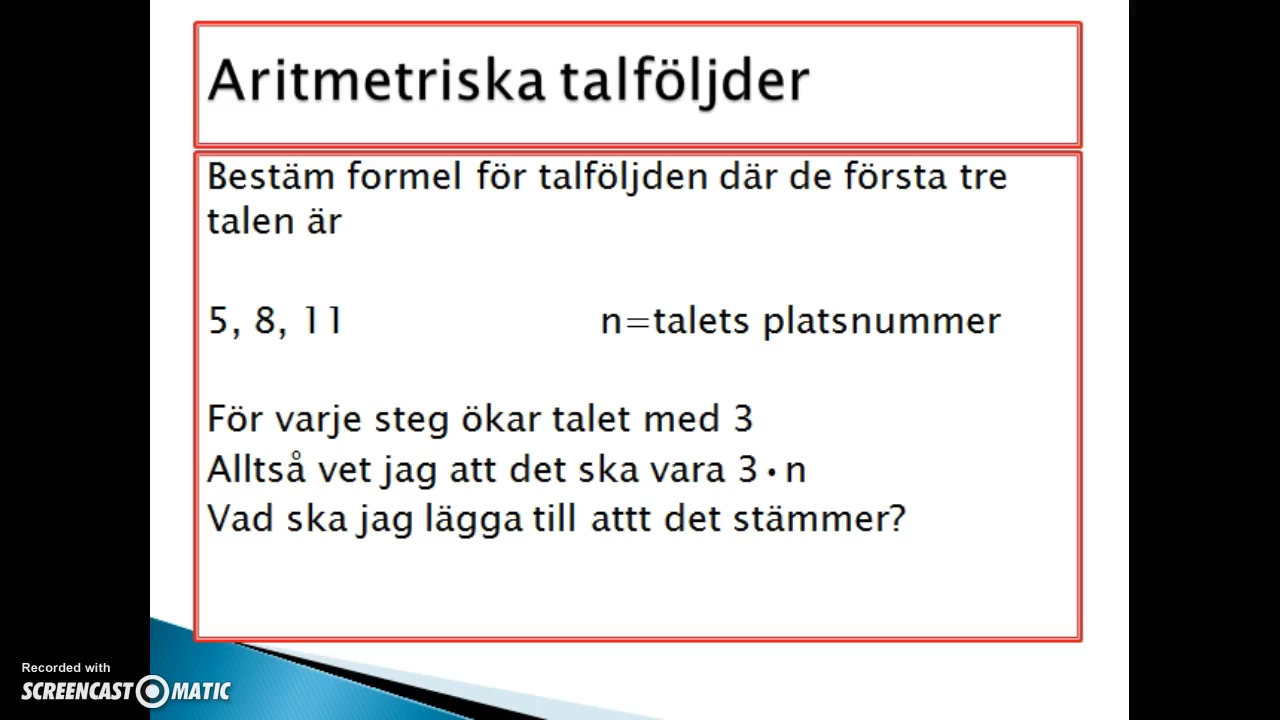 Aritmetriska talföljder
Bestäm formel för talföljden där de första tre
talen är
5, 8, 11 n=talets platsnummer
För varje steg ökar talet med 3
Alltså vet jag att det ska vara 3·n
Vad ska jag lägga till attt det stämmer?
Recorded with
SCREENCAST O MATIC